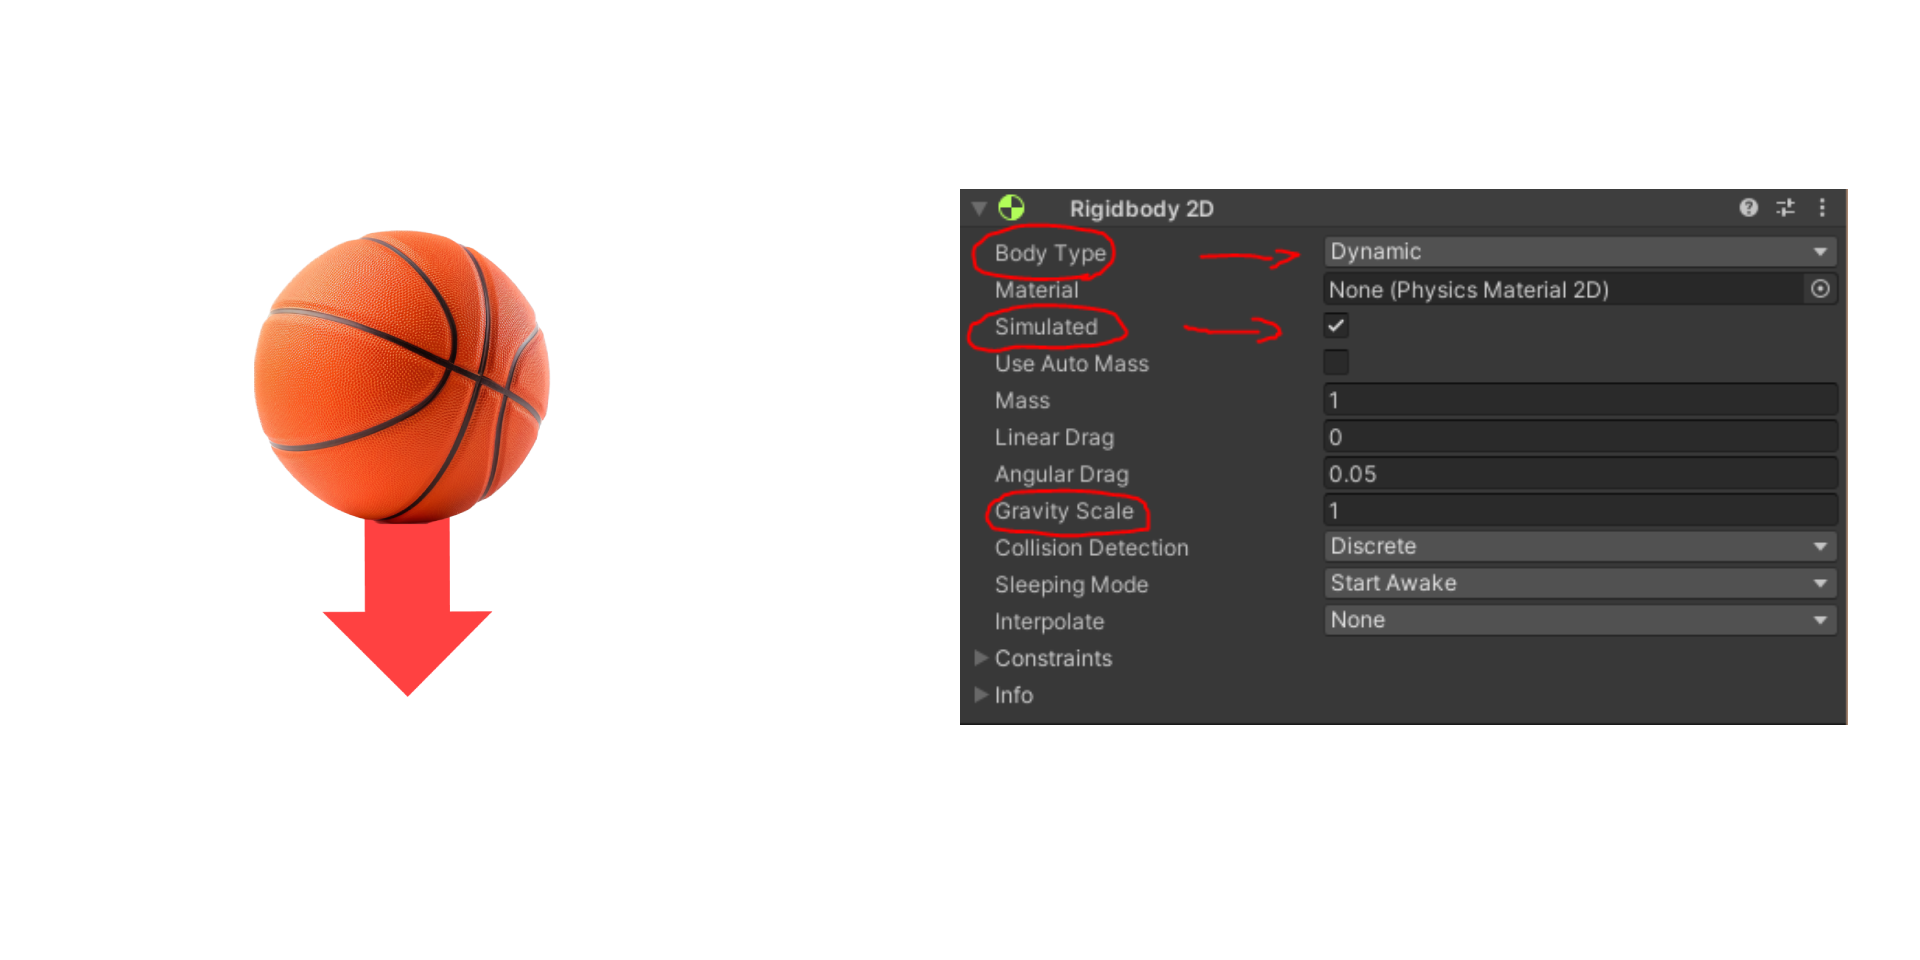 Rigidbody 2D
Body Type Dynamic
Material None (Physics Material 2D)
Simulated
Use Auto Mass
Mass 1
Linear Drag 0
Angular Drag 0.05
Gravity Scale 1
Collision Detection Discrete
Sleeping Mode Start Awake
Interpolate None
Constraints
Info